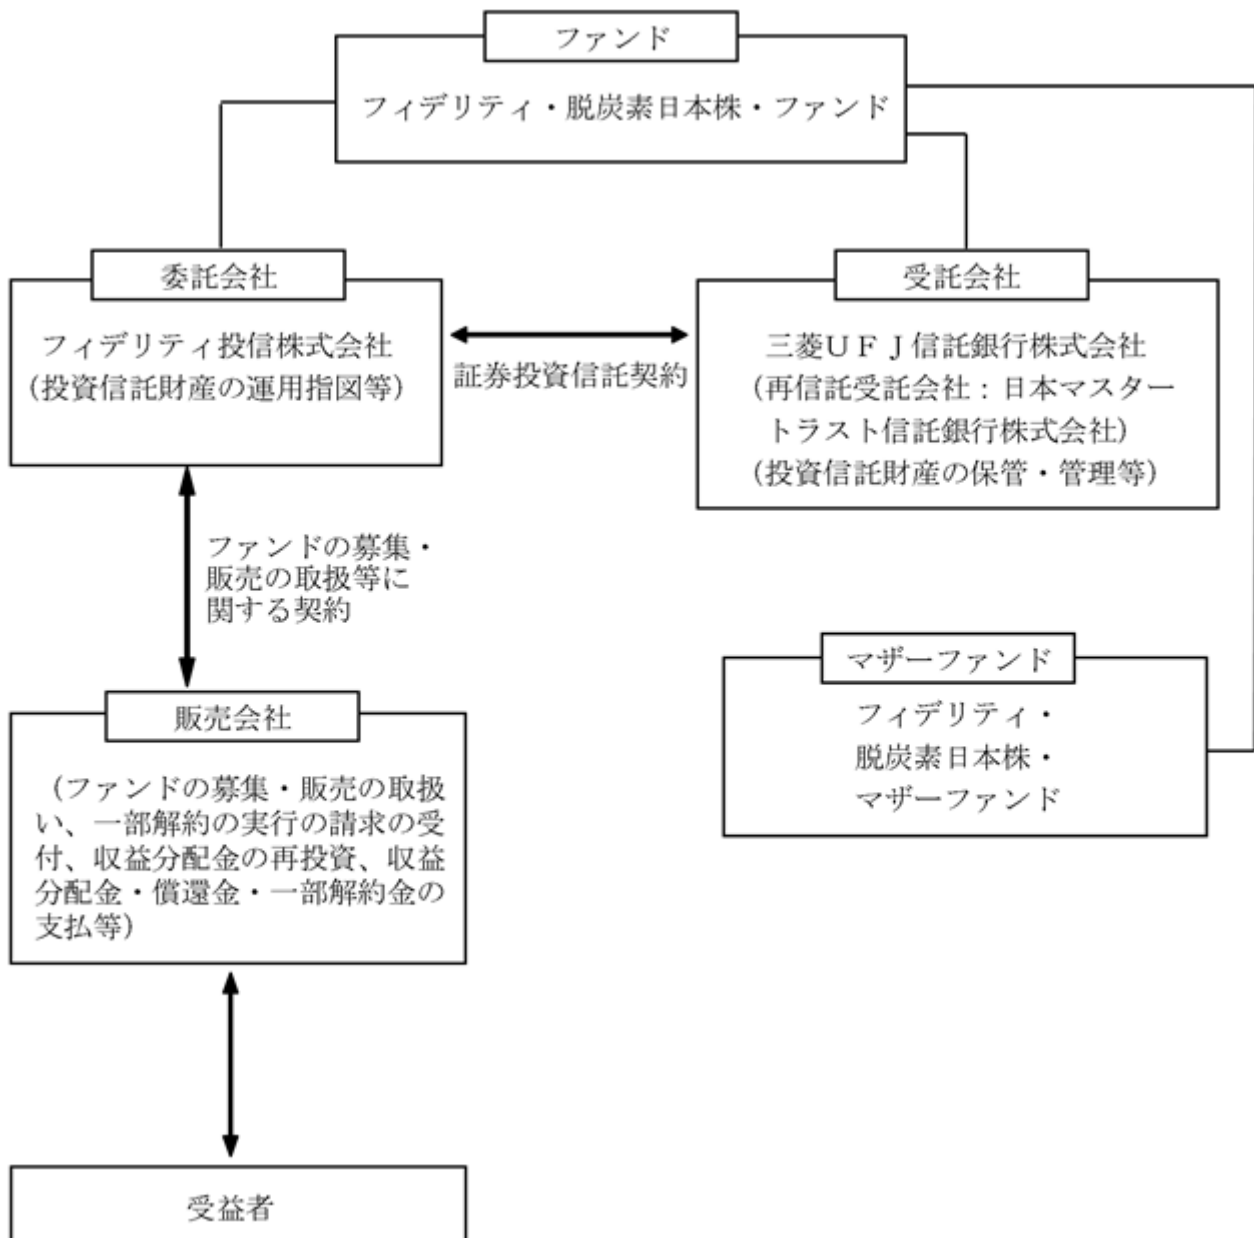 ファンド
フィデリティ・脱炭素日本株・ファンド
委託会社
フィデリティ投信株式会社
（投資信託財産の運用指図等）
証券投資信託契約
受託会社
三菱ＵＦＪ信託銀行株式会社
（再信託受託会社：日本マスター
トラスト信託銀行株式会社）
（投資信託財産の保管・管理等）
ファンドの募集・
販売の取扱等に
関する契約
マザーファンド
フィデリティ・
脱炭素日本株・
マザーファンド
販売会社
（ファンドの募集・販売の取扱
い、一部解約の実行の請求の受
付、収益分配金の再投資、収益
分配金・償還金・一部解約金の
支払等）
受益者